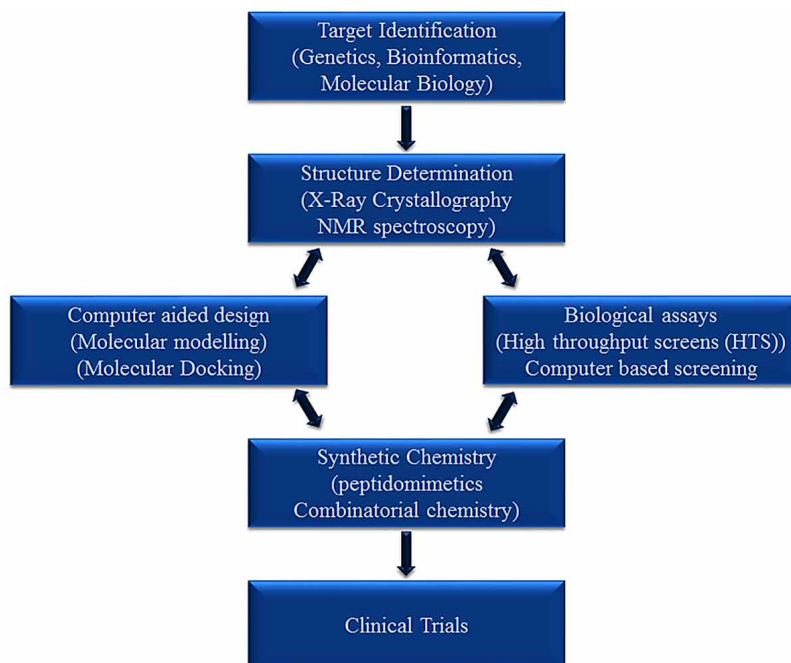 Target Identification
(Genetics, Bioinformatics,
Molecular Biology)
Structure Determination
(X-Ray Crystallography
NMR spectroscopy)
Computer aided design
(Molecular modelling)
(Molecular Docking)
Biological assays
(High throughput screens (HTS))
Computer based screening
Synthetic Chemistry
(peptidomimetics
Combinatorial chemistry)
Clinical Trials